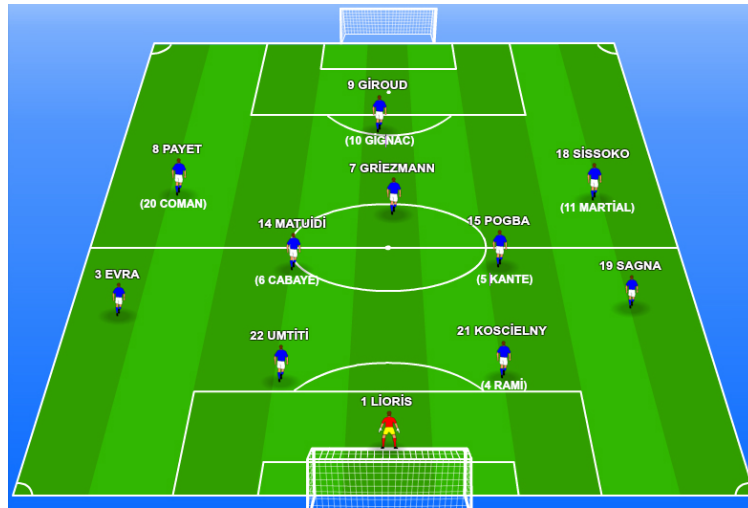 9 GİROUD
(10 GİGNAC)
8 PAYET
(20 COMAN)
7 GRİEZMANN
18 SİSSOKO
(11 MARTİAL)
14 MATUİDİ
(6 CABAYE)
15 POGBA
(5 KANTE)
3 EVRA
19 SAGNA
22 UMTİTİ
21 KOSCİELNY
(4 RAMİ)
1 LİORİS